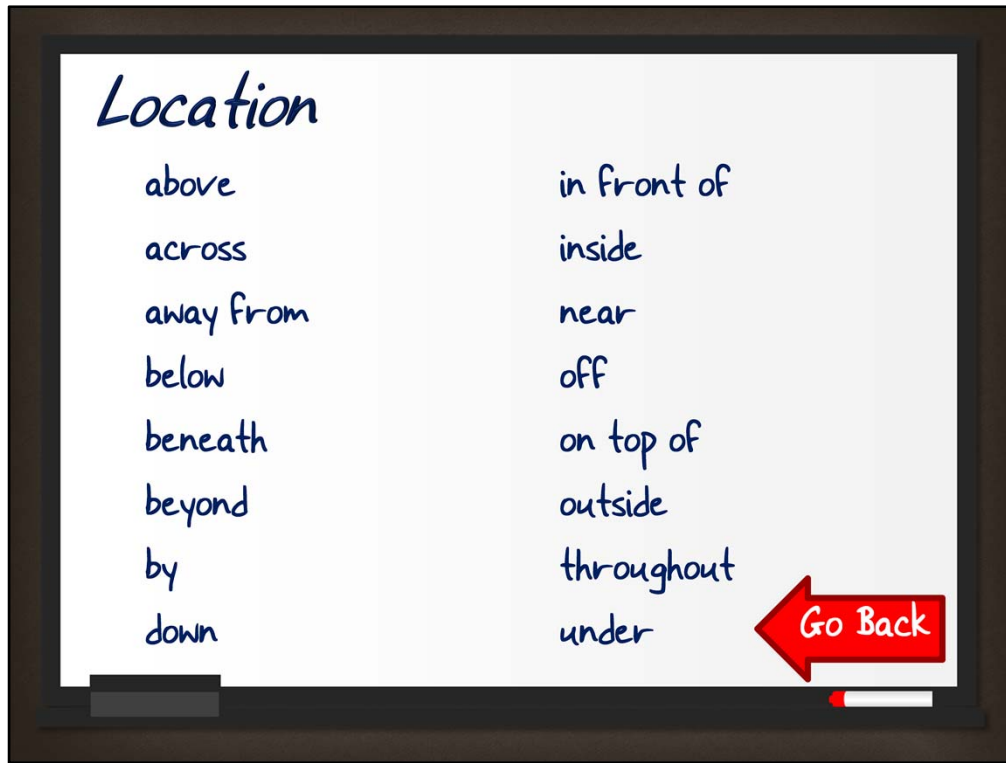 Location
above
across
away from
below
beneath
beyond
by
down
in front of
inside
near
off
on top of
outside
throughout
under
Go Back